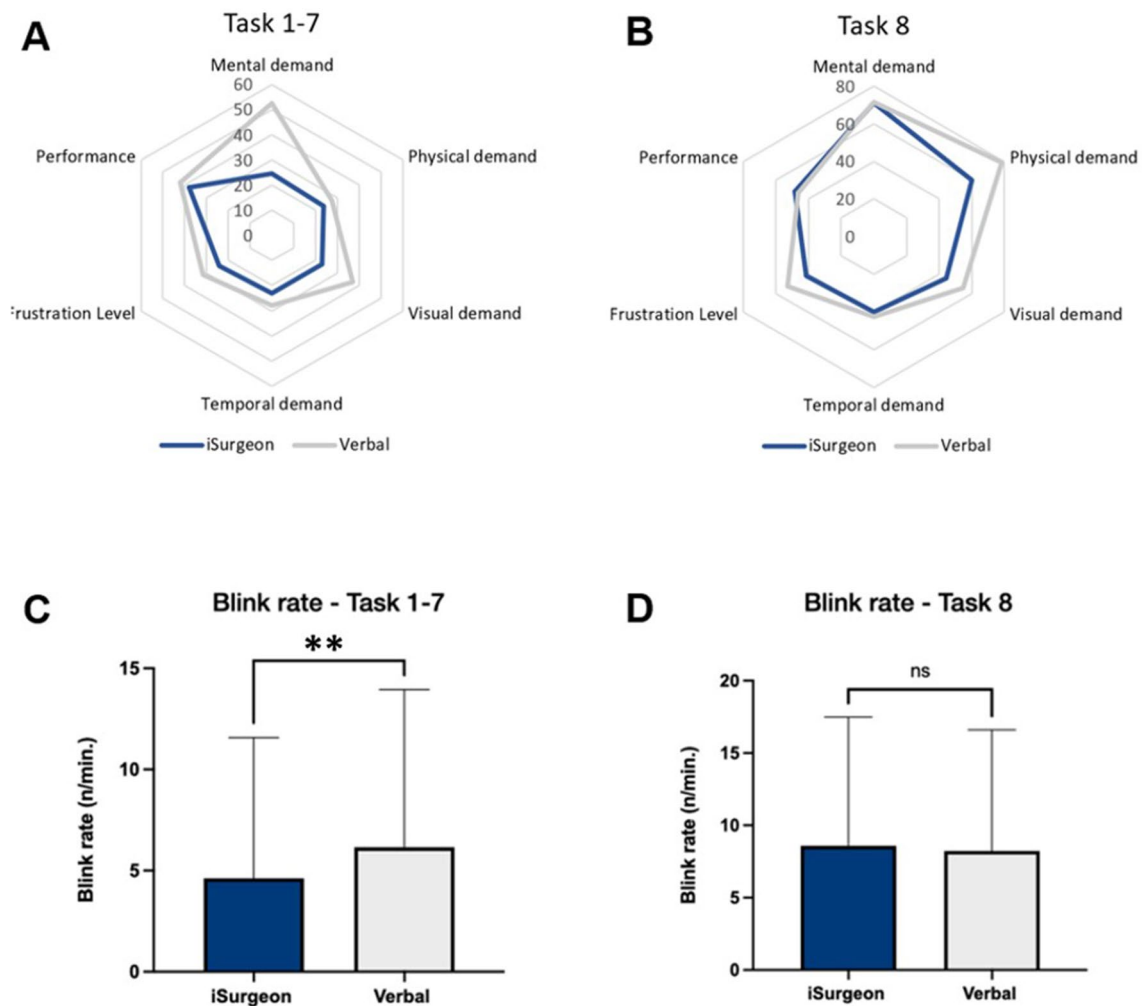 A
Task 1-7
Mental demand
60
50
40
30
20
10
0
Performance
Physical demand
Frustration Level
Visual demand
Temporal demand
iSurgeon
Verbal
B
Task 8
Mental demand
80
60
40
20
0
Performance
Physical demand
Frustration Level
Visual demand
Temporal demand
iSurgeon
Verbal
C
Blink rate - Task 1-7
**
15
10
5
0
Blink rate (n/min.)
iSurgeon
Verbal
D
Blink rate - Task 8
ns
20
15
10
5
0
Blink rate (n/min.)
iSurgeon
Verbal